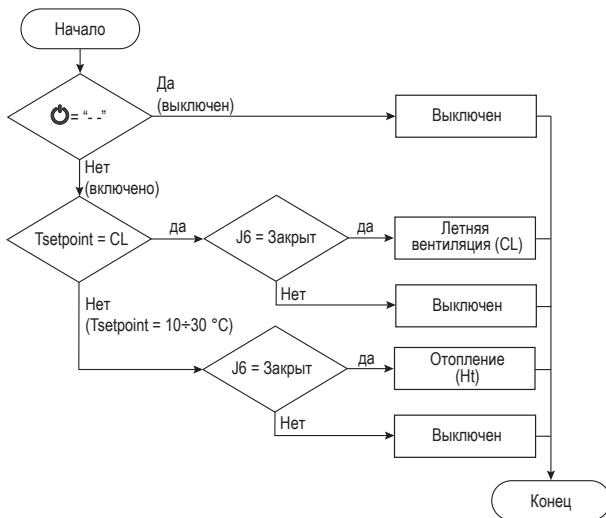 Начало
Да
(выключен)
= “- -”
Выключен
Нет
(включено)
Tsetpoint = CL
да
J6 = Закрыт
да
Летняя
вентиляция (CL)
Нет
Выключен
Нет
(Tsetpoint = 10÷30 °C)
J6 = Закрыт
да
Отопление
(Ht)
Нет
Выключен
Конец